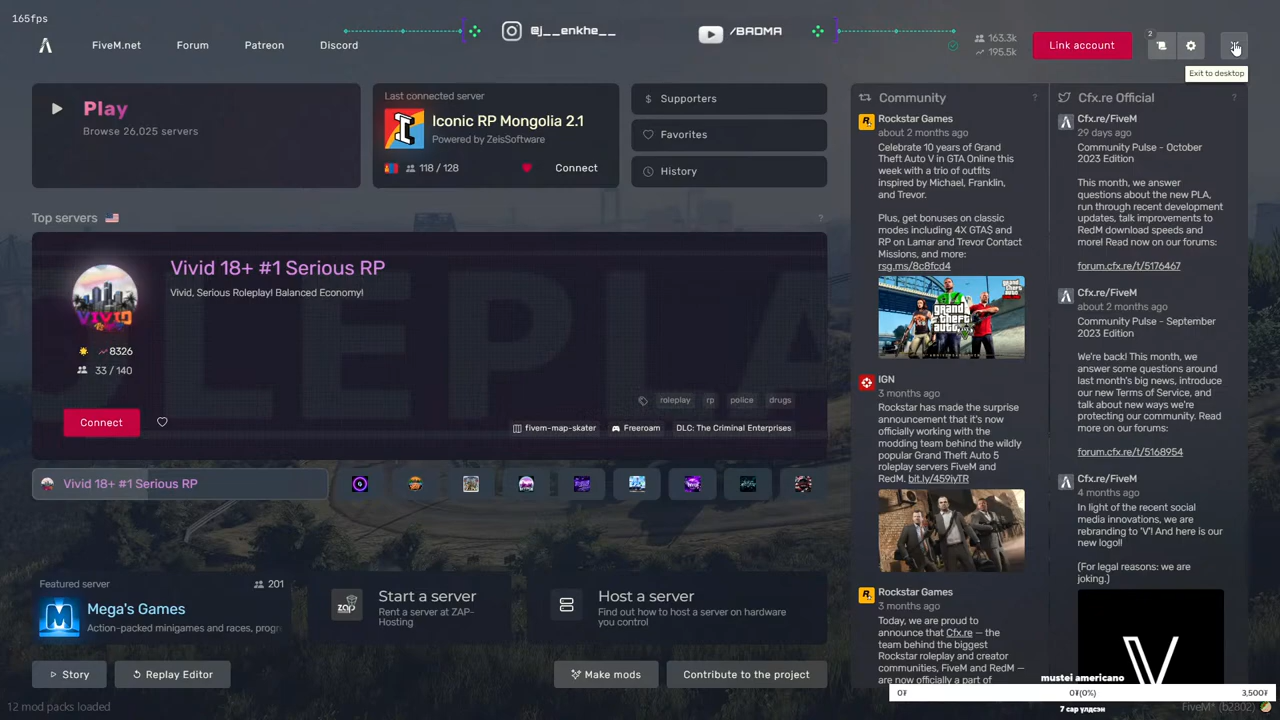 165fps
@j__enkhe__
/BADMA
FiveM.net
Forum
Patreon
Discord
163.3k
195.5k
Link account
2
Exit to desktop
Play
Browse 26,025 servers
Last connected server
Iconic RP Mongolia 2.1
Powered by ZeisSoftware
118 / 128
Connect
Supporters
Favorites
History
Top servers
?
Vivid 18+ #1 Serious RP
Vivid, Serious Roleplay! Balanced Economy!
VIVID
8326
33 / 140
Connect
roleplay
rp
police
drugs
fivem-map-skater
Freeroam
DLC: The Criminal Enterprises
Vivid 18+ #1 Serious RP
Featured server
201
Mega's Games
Action-packed minigames and races, progr
Start a server
Rent a server at ZAP-
Hosting
Host a server
Find out how to host a server on hardware
you control
Story
Replay Editor
Make mods
Contribute to the project
12 mod packs loaded
Community
?
Rockstar Games
about 2 months ago
Celebrate 10 years of Grand
Theft Auto V in GTA Online this
week with a trio of outfits
inspired by Michael, Franklin,
and Trevor.
Plus, get bonuses on classic
modes including 4X GTA$ and
RP on Lamar and Trevor Contact
Missions, and more:
rsg.ms/8c8fcd4
grand
theft
auto
IGN
3 months ago
Rockstar has made the surprise
announcement that it's now
officially working with the
modding team behind the wildly
popular Grand Theft Auto 5
roleplay servers FiveM and
RedM. bit.ly/459iyTR
Rockstar Games
3 months ago
Today, we are proud to
announce that Cfx.re — the
team behind the biggest
Rockstar roleplay and creator
communities, FiveM and RedM —
are now officially a part of
Cfx.re Official
?
Cfx.re/FiveM
29 days ago
Community Pulse - October
2023 Edition
This month, we answer
questions about the new PLA,
run through recent development
updates, talk improvements to
RedM download speeds and
more! Read now on our forums:
forum.cfx.re/t/5176467
Cfx.re/FiveM
about 2 months ago
Community Pulse - September
2023 Edition
We're back! This month, we
answer some questions around
last month's big news, introduce
our new Terms of Service, and
talk about new ways we're
protecting our community. Read
more on our forums:
forum.cfx.re/t/5168954
Cfx.re/FiveM
4 months ago
In light of the recent social
media innovations, we are
rebranding to 'V'! And here is our
new logo!!
(For legal reasons: we are
joking.)
mustei americano
0₮
0₮(0%)
3,500₮
7 сар үлдсэн
FiveM* (b2802)